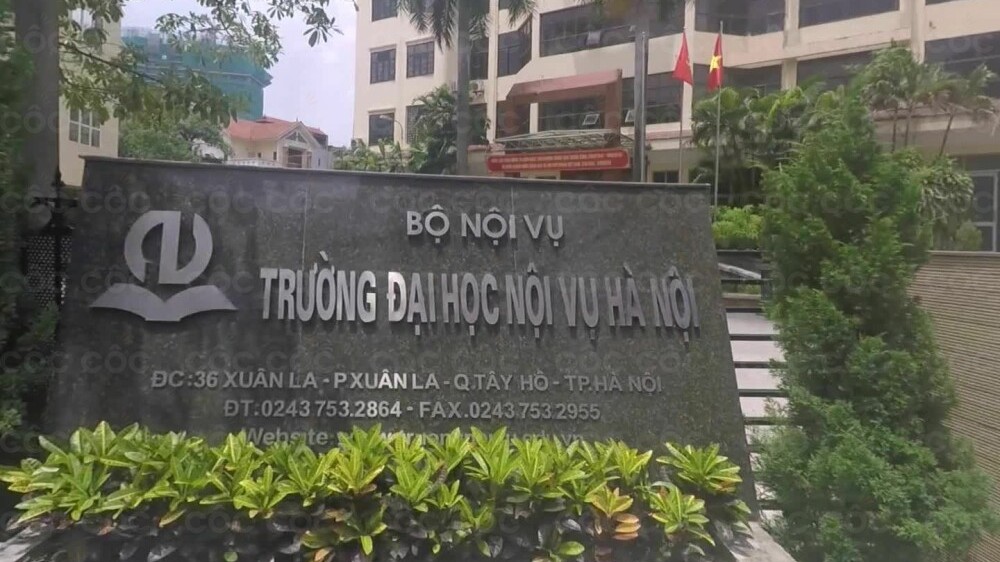 BỘ NỘI VỤ
TRƯỜNG ĐẠI HỌC NỘI VỤ HÀ NỘI
ĐC:36 XUÂN LA - P.XUÂN LA - Q.TÂY HỒ - TP.HÀ NỘI
ĐT:0243 753.2864 - FAX.0243 753.2955
Website